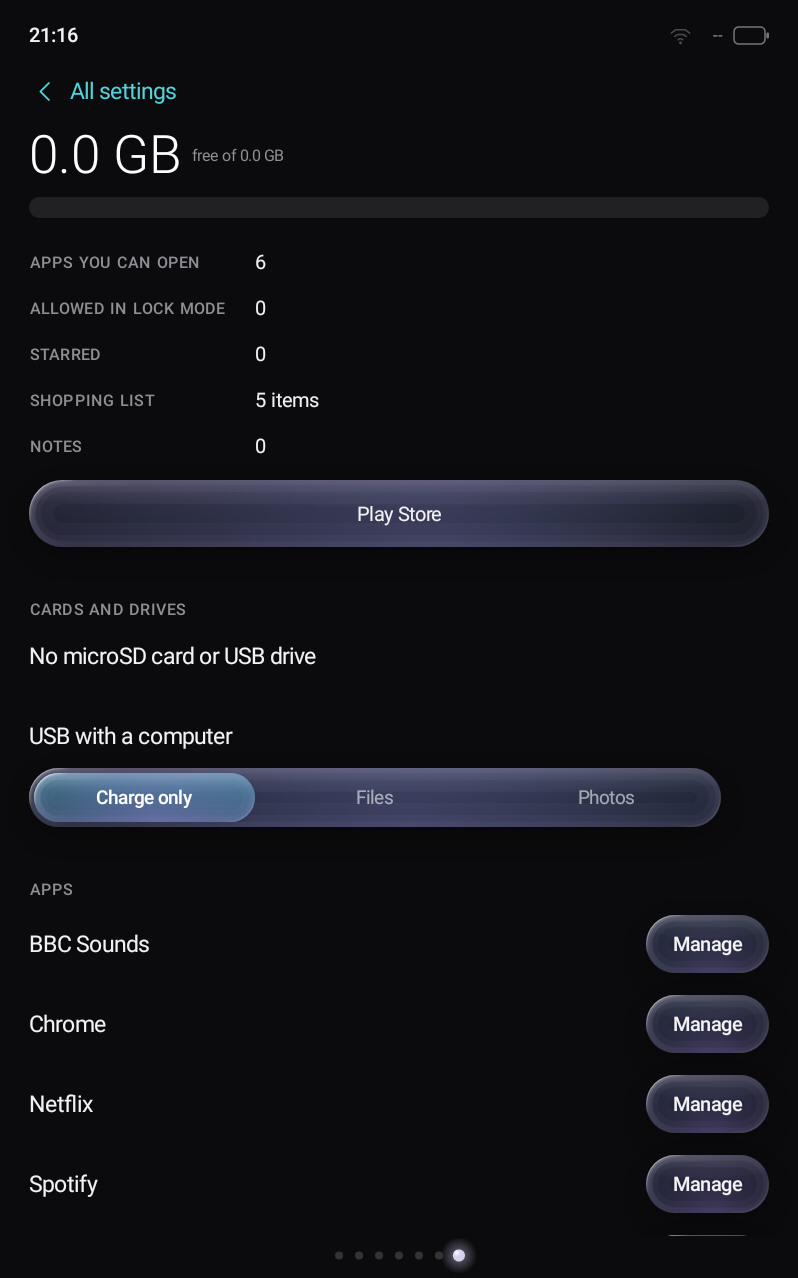 21:16
--
All settings
0.0 GB free of 0.0 GB
APPS YOU CAN OPEN 6
ALLOWED IN LOCK MODE 0
STARRED 0
SHOPPING LIST 5 items
NOTES 0
Play Store
CARDS AND DRIVES
No microSD card or USB drive
USB with a computer
Charge only Files Photos
APPS
BBC Sounds Manage
Chrome Manage
Netflix Manage
Spotify Manage